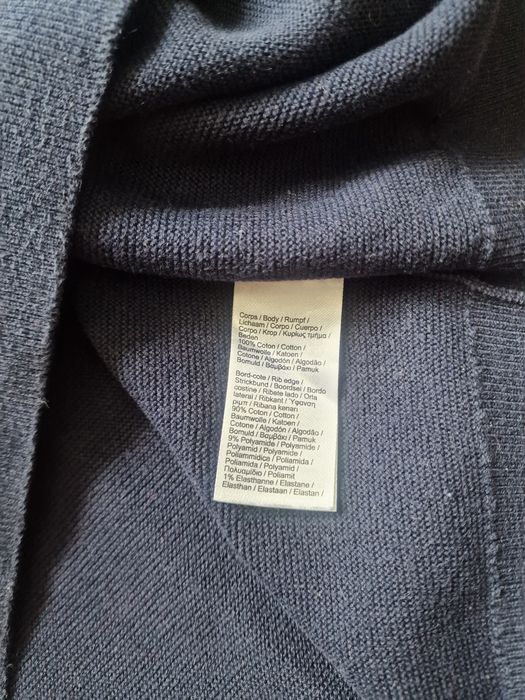 Corps / Body / Rumpf /
Lichaam / Corpo / Cuerpo /
Corpo / Krop / Κυρίως τμήμα /
Beden
100% Coton / Cotton /
Baumwolle / Katoen /
Cotone / Algodón / Algodão /
Bomuld / Βαμβάκι / Pamuk
Bord-cote / Rib edge /
Strickbund / Boordsel / Bordo
costine / Ribete lado / Orla
lateral / Ribkant / Ύφανση
ριμπ / Ribana kenarı
90% Coton / Cotton /
Baumwolle / Katoen /
Cotone / Algodón / Algodão /
Bomuld / Βαμβάκι / Pamuk
9% Polyamide / Polyamide /
Polyamid / Polyamide /
Poliammidica / Poliamida /
Poliamida / Polyamid /
Πολυαμίδιο / Poliamit
1% Elasthanne / Elastane /
Elasthan / Elastaan / Elastan /